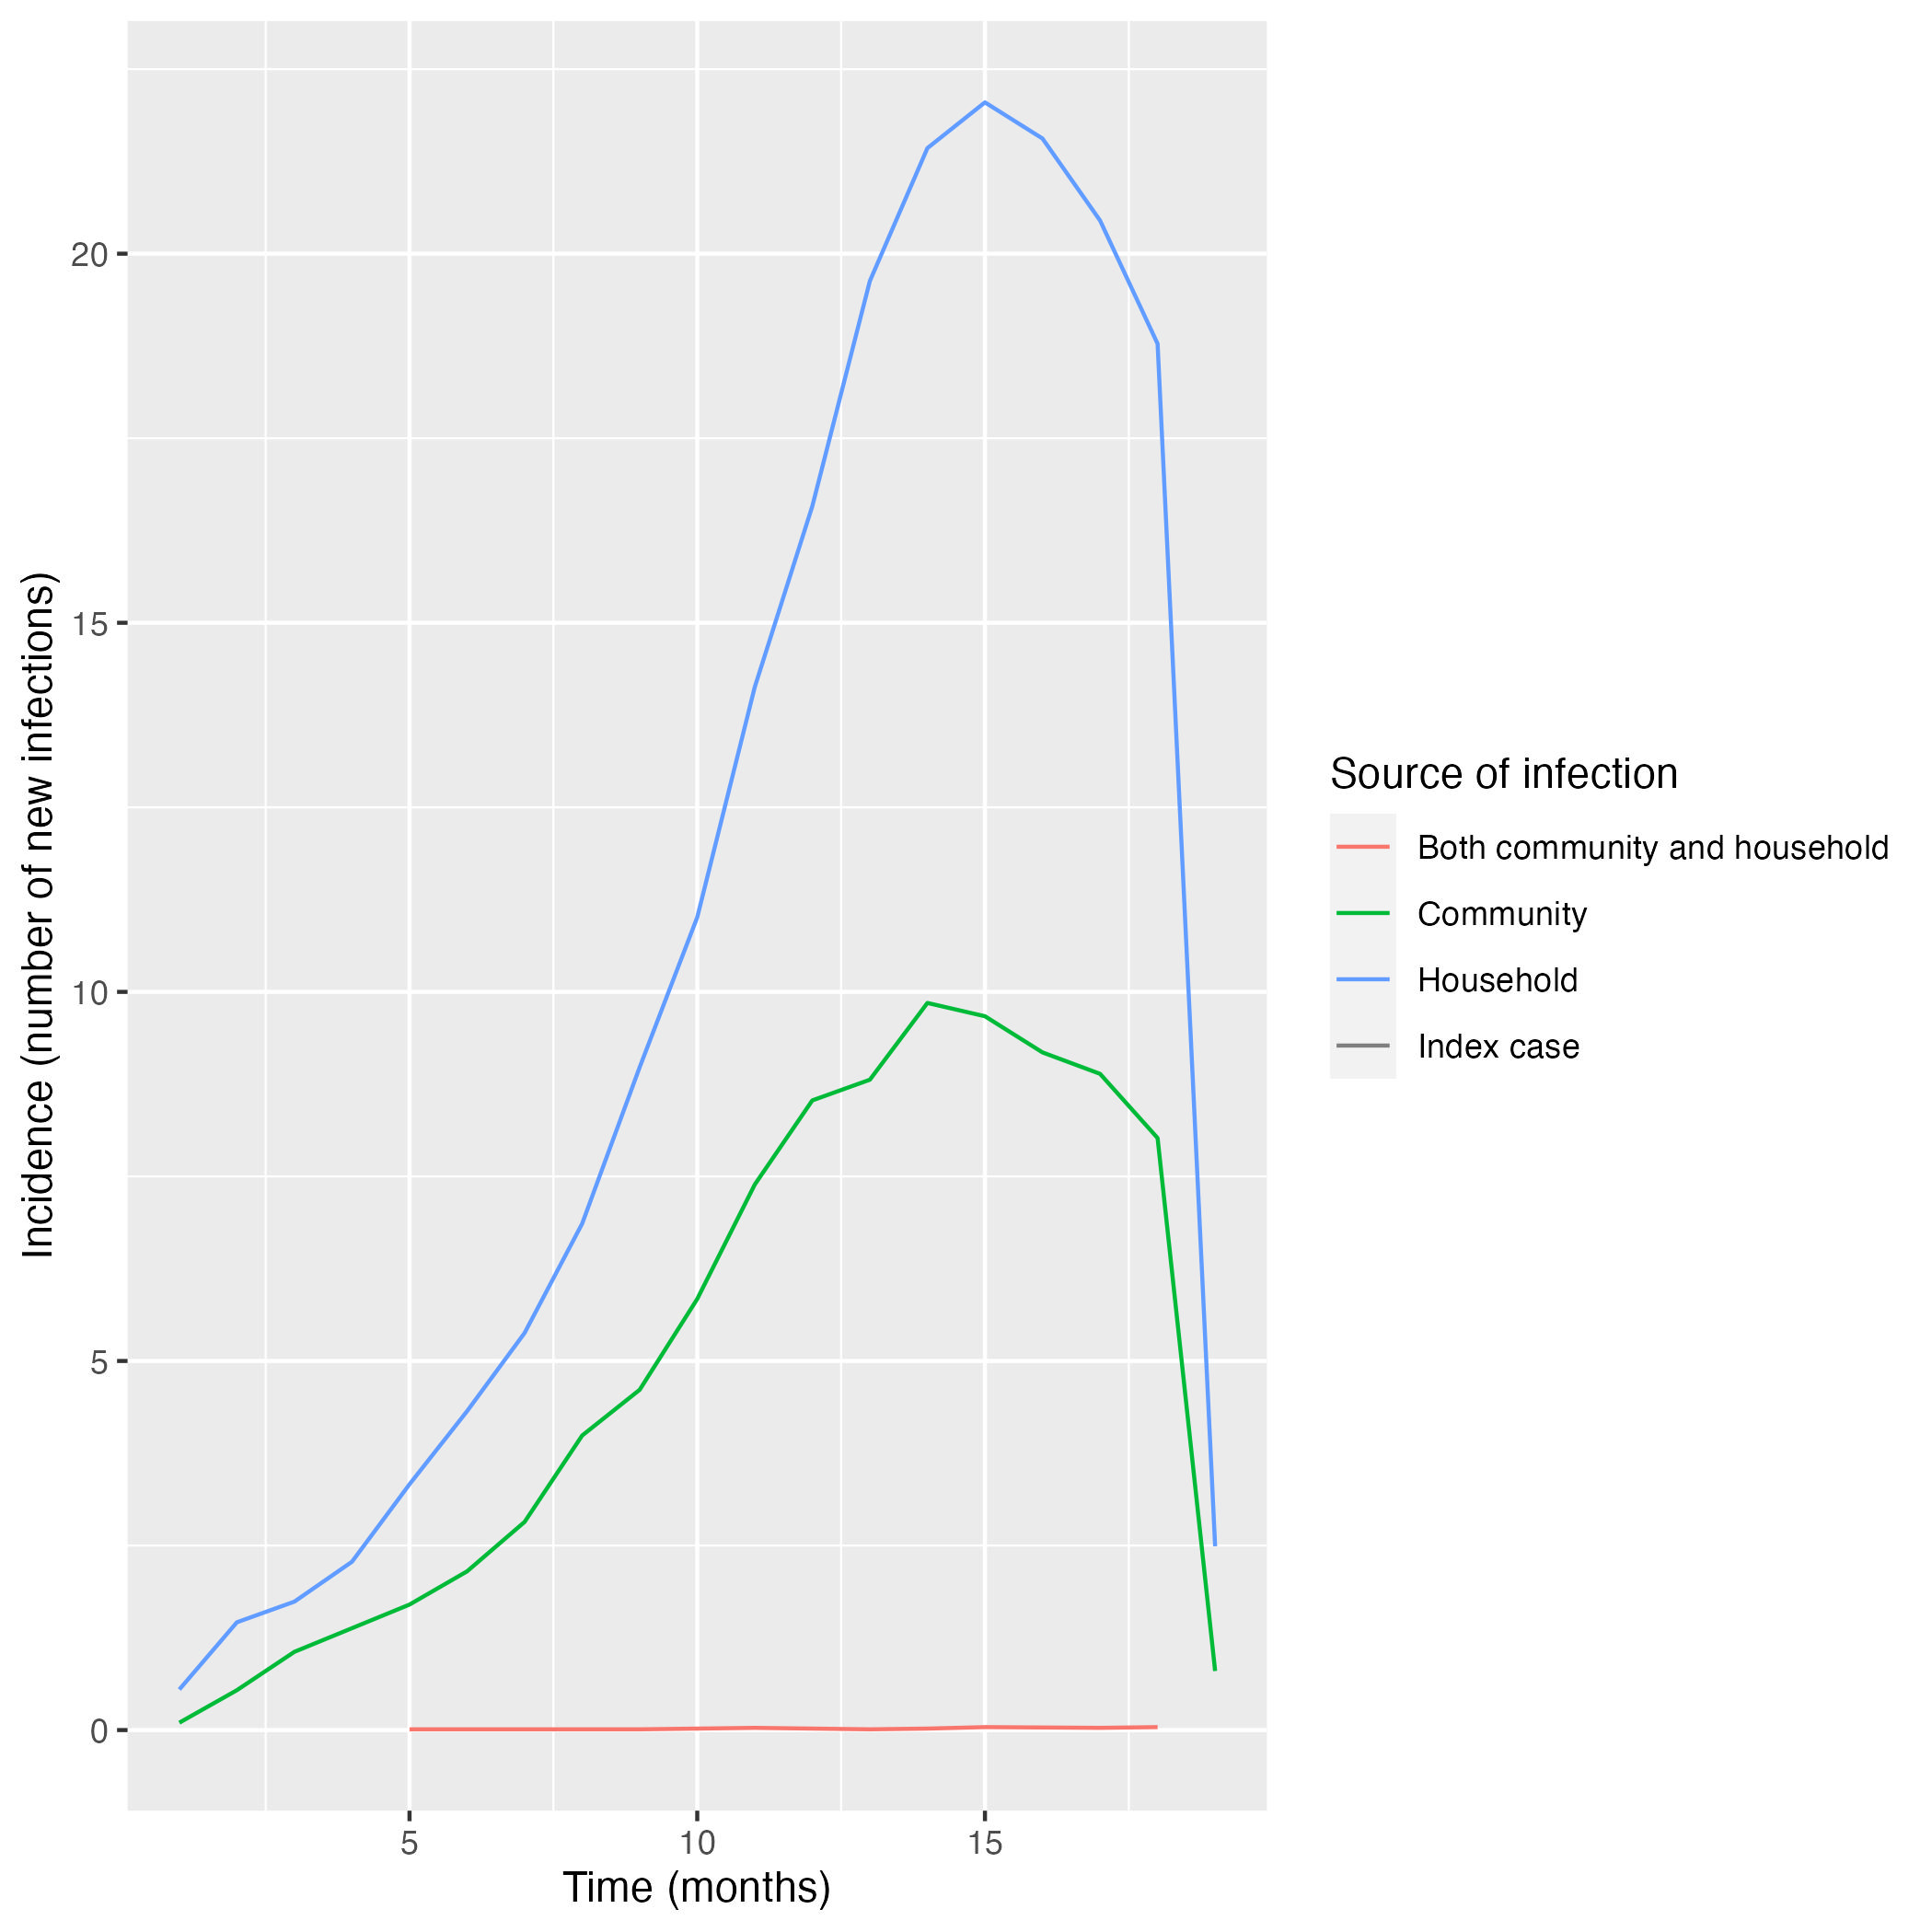 Incidence (number of new infections)
20
15
10
5
0
5
10
15
Time (months)
Source of infection
Both community and household
Community
Household
Index case